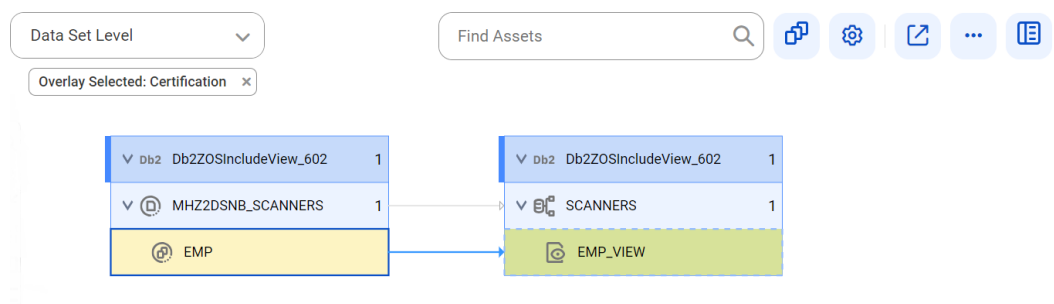 Data Set Level
Find Assets
Overlay Selected: Certification ×
Db2 Db2ZOSIncludeView_602 1
Db2 Db2ZOSIncludeView_602 1
MHZ2DSNB_SCANNERS 1
SCANNERS 1
EMP
EMP_VIEW